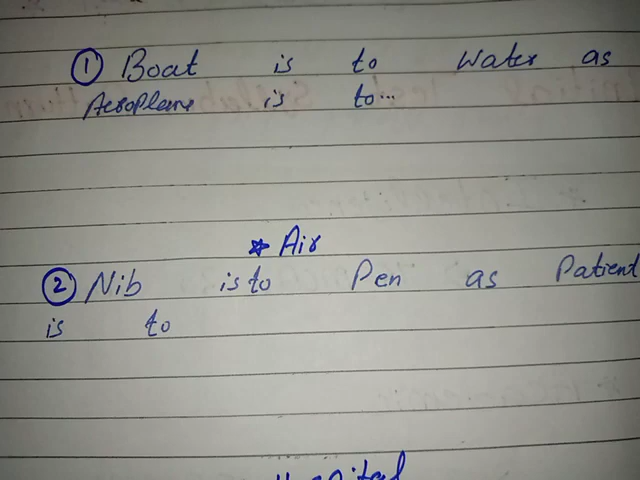 ① Boat is to Water as
Aeroplane is to...
* Air
② Nib is to Pen as Patient
is to
Hospital